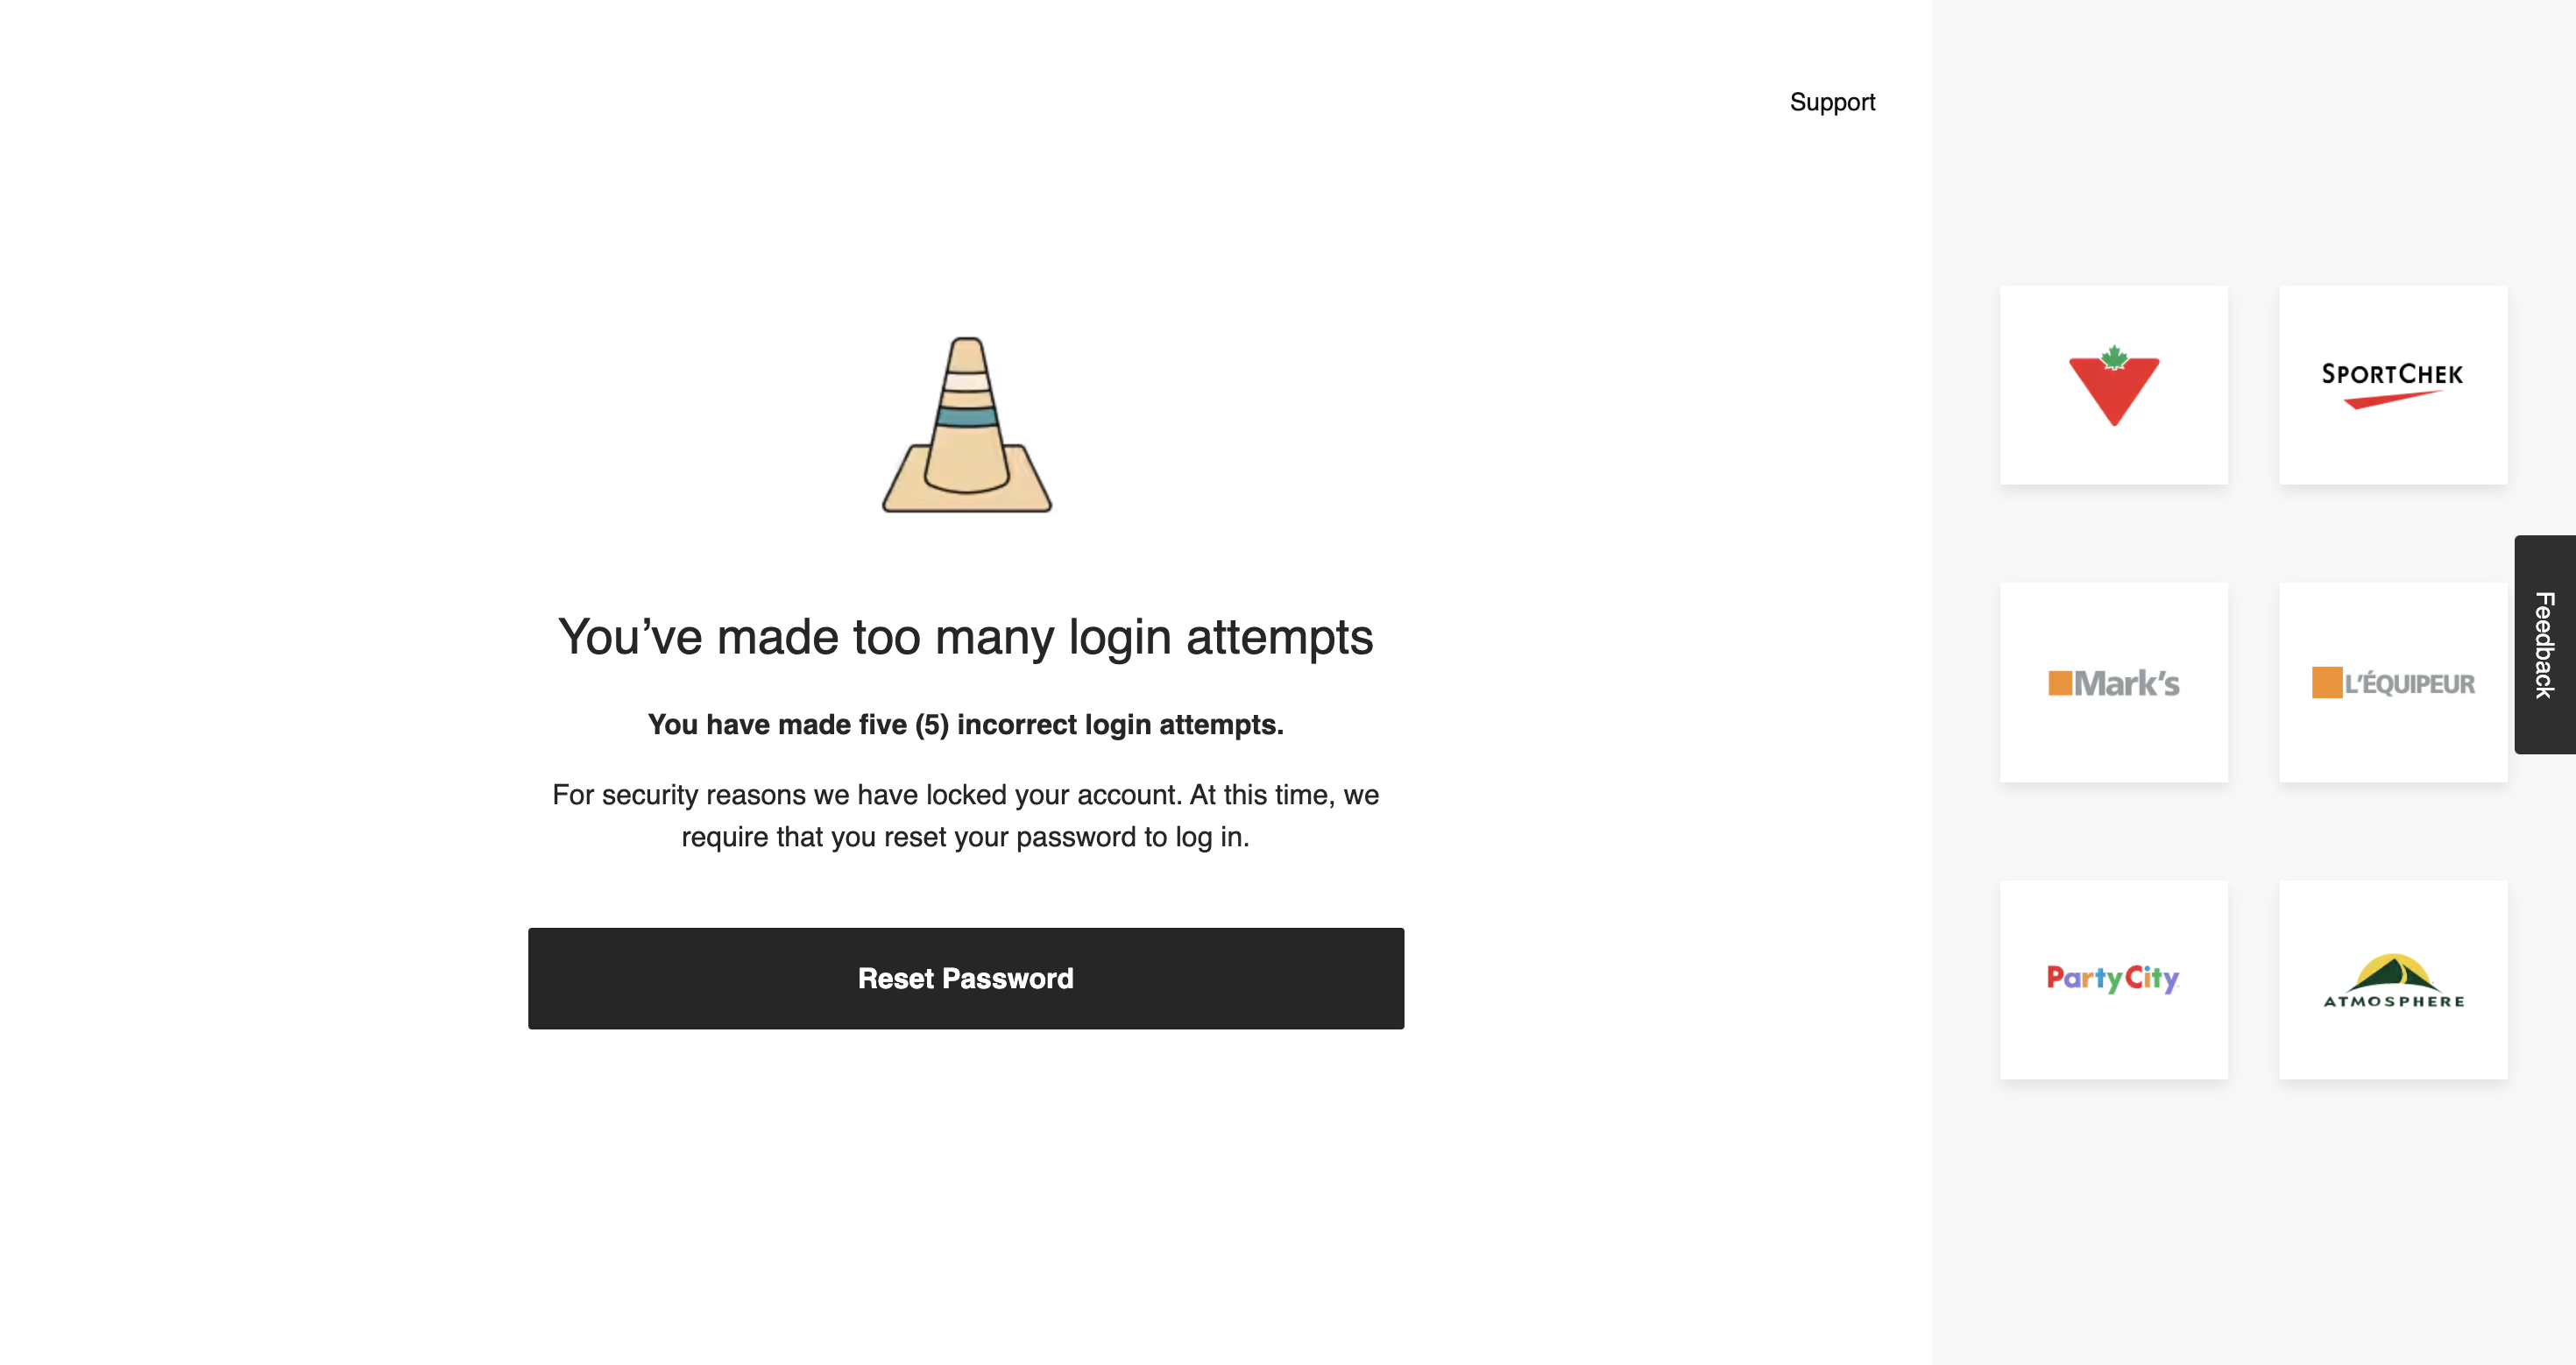 Support
You’ve made too many login attempts
You have made five (5) incorrect login attempts.
For security reasons we have locked your account. At this time, we
require that you reset your password to log in.
Reset Password
SPORTCHEK
Mark’s
L’ÉQUIPEUR
Feedback
Party City
ATMOSPHERE